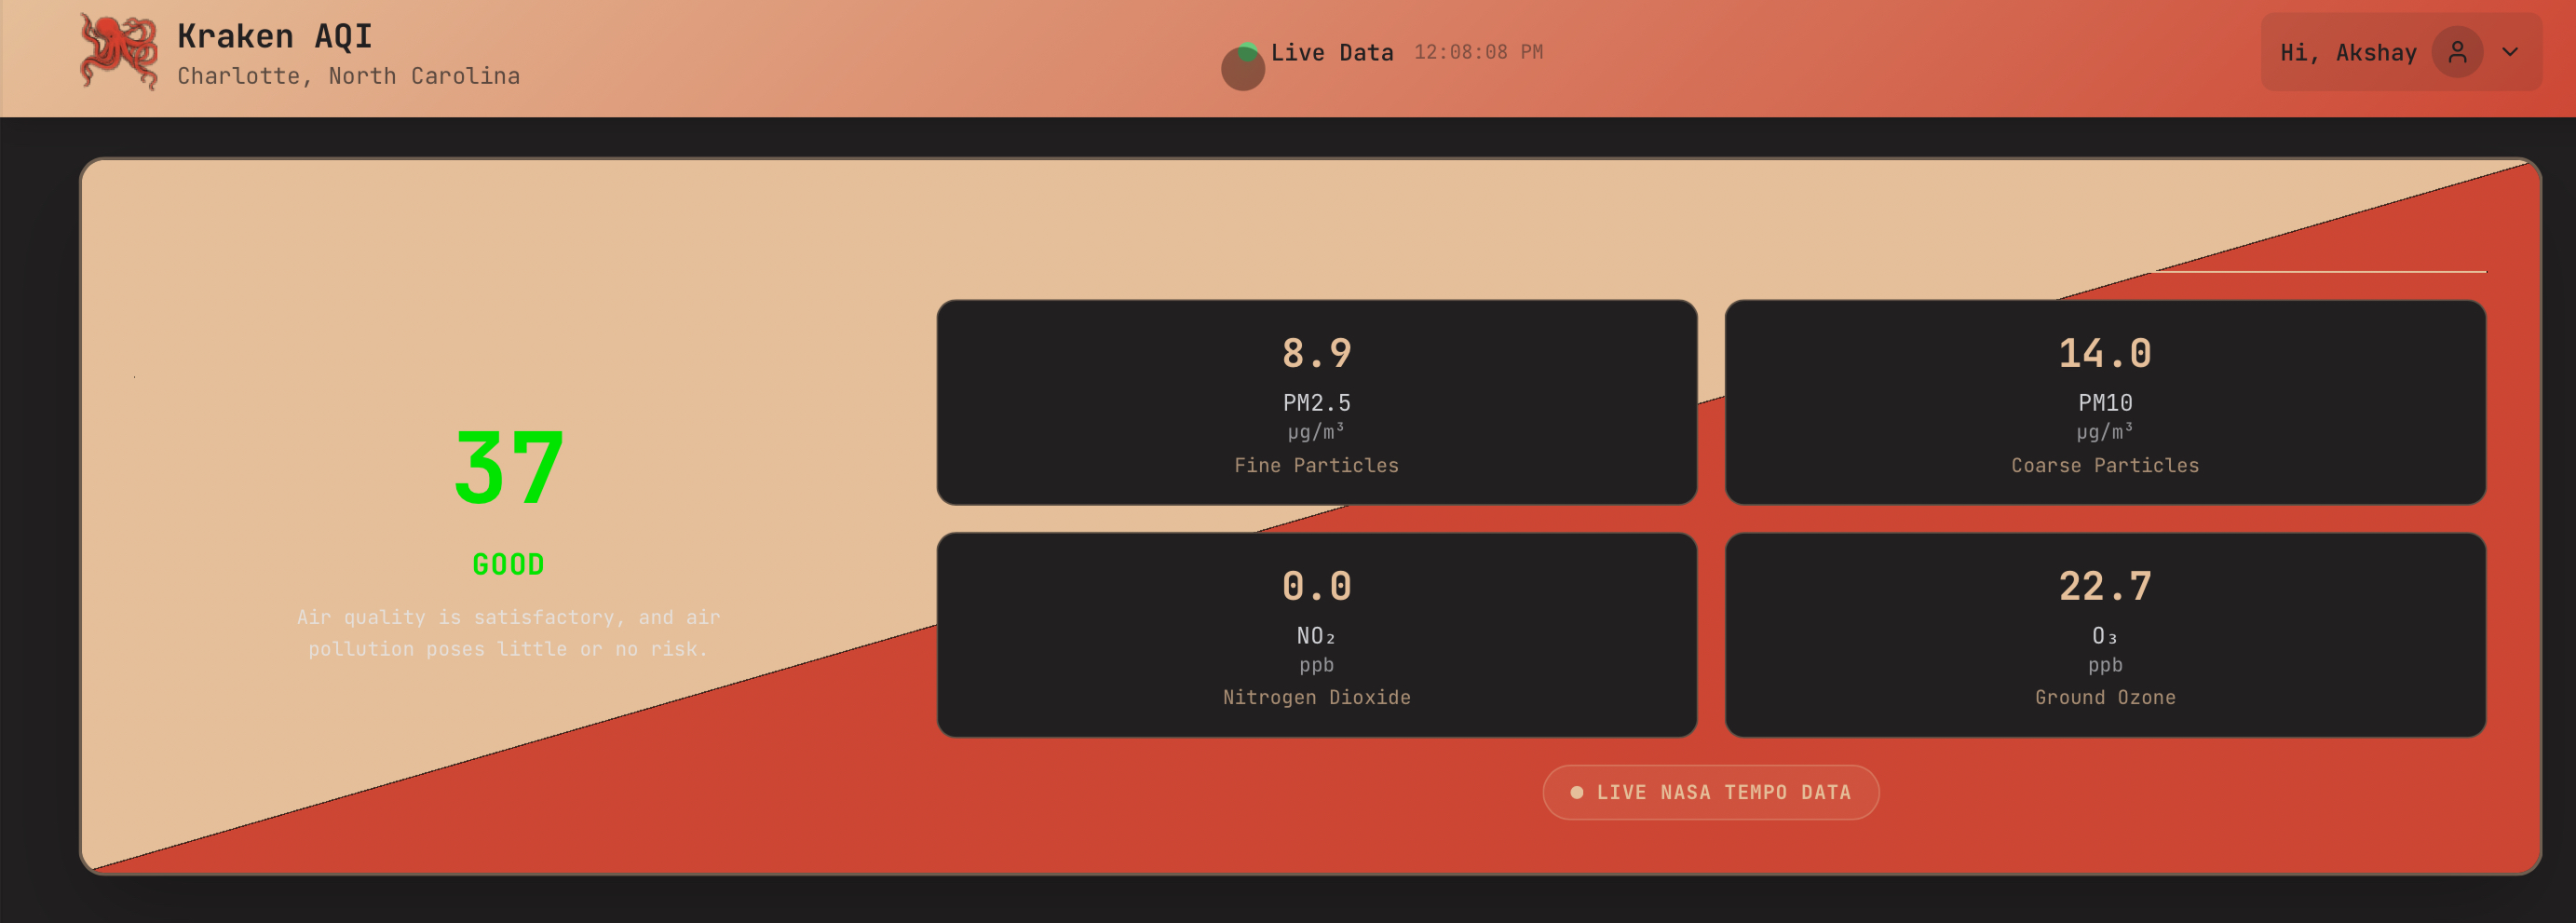 Kraken AQI
Charlotte, North Carolina
Live Data 12:08:08 PM
Hi, Akshay
37
GOOD
Air quality is satisfactory, and air
pollution poses little or no risk.
8.9
PM2.5
µg/m³
Fine Particles
14.0
PM10
µg/m³
Coarse Particles
0.0
NO₂
ppb
Nitrogen Dioxide
22.7
O₃
ppb
Ground Ozone
LIVE NASA TEMPO DATA